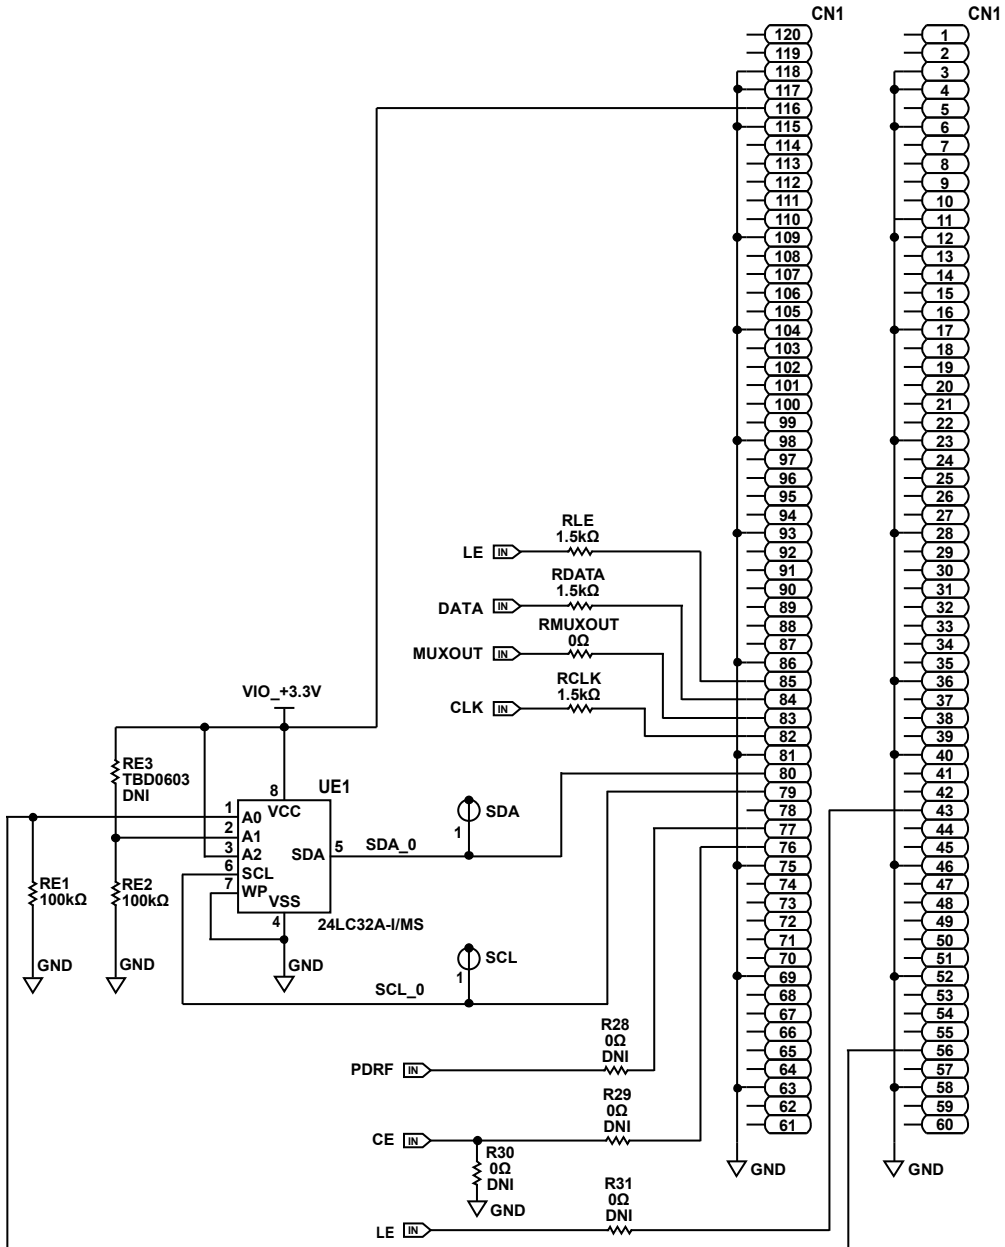 CN1
120
119
118
117
116
115
114
113
112
111
110
109
108
107
106
105
104
103
102
101
100
99
98
97
96
95
94
93
92
91
90
89
88
87
86
85
84
83
82
81
80
79
78
77
76
75
74
73
72
71
70
69
68
67
66
65
64
63
62
61
GND
CN1
1
2
3
4
5
6
7
8
9
10
11
12
13
14
15
16
17
18
19
20
21
22
23
24
25
26
27
28
29
30
31
32
33
34
35
36
37
38
39
40
41
42
43
44
45
46
47
48
49
50
51
52
53
54
55
56
57
58
59
60
GND
RLE
1.5kΩ
LE IN
RDATA
1.5kΩ
DATA IN
RMUXOUT
0Ω
MUXOUT IN
RCLK
1.5kΩ
CLK IN
VIO_+3.3V
RE3
TBD0603
DNI
UE1
8
VCC
1 A0
2 A1
3 A2
6 SCL
7 WP
SDA 5
VSS
4
24LC32A-I/MS
SDA_0
SDA
1
RE1
100kΩ
RE2
100kΩ
GND
GND
GND
SCL
1
SCL_0
R28
0Ω
DNI
PDRF IN
R29
0Ω
DNI
CE IN
R30
0Ω
DNI
GND
R31
0Ω
DNI
LE IN